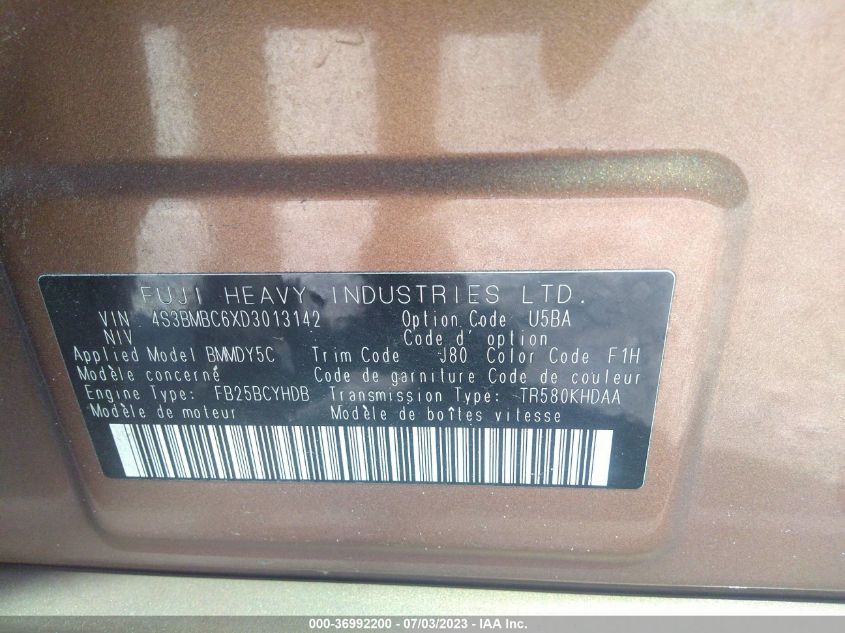 FUJI HEAVY INDUSTRIES LTD.
VIN 4S3BMBC6XD3013142 Option Code U5BA
NIV Code d' option
Applied Model BMMDY5C Trim Code J80 Color Code F1H
Modèle concerné Code de garniture Code de couleur
Engine Type: FB25BCYHDB Transmission Type: TR580KHDAA
Modèle de moteur Modèle de boîtes vitesse
000-36992200 - 07/03/2023 - IAA Inc.